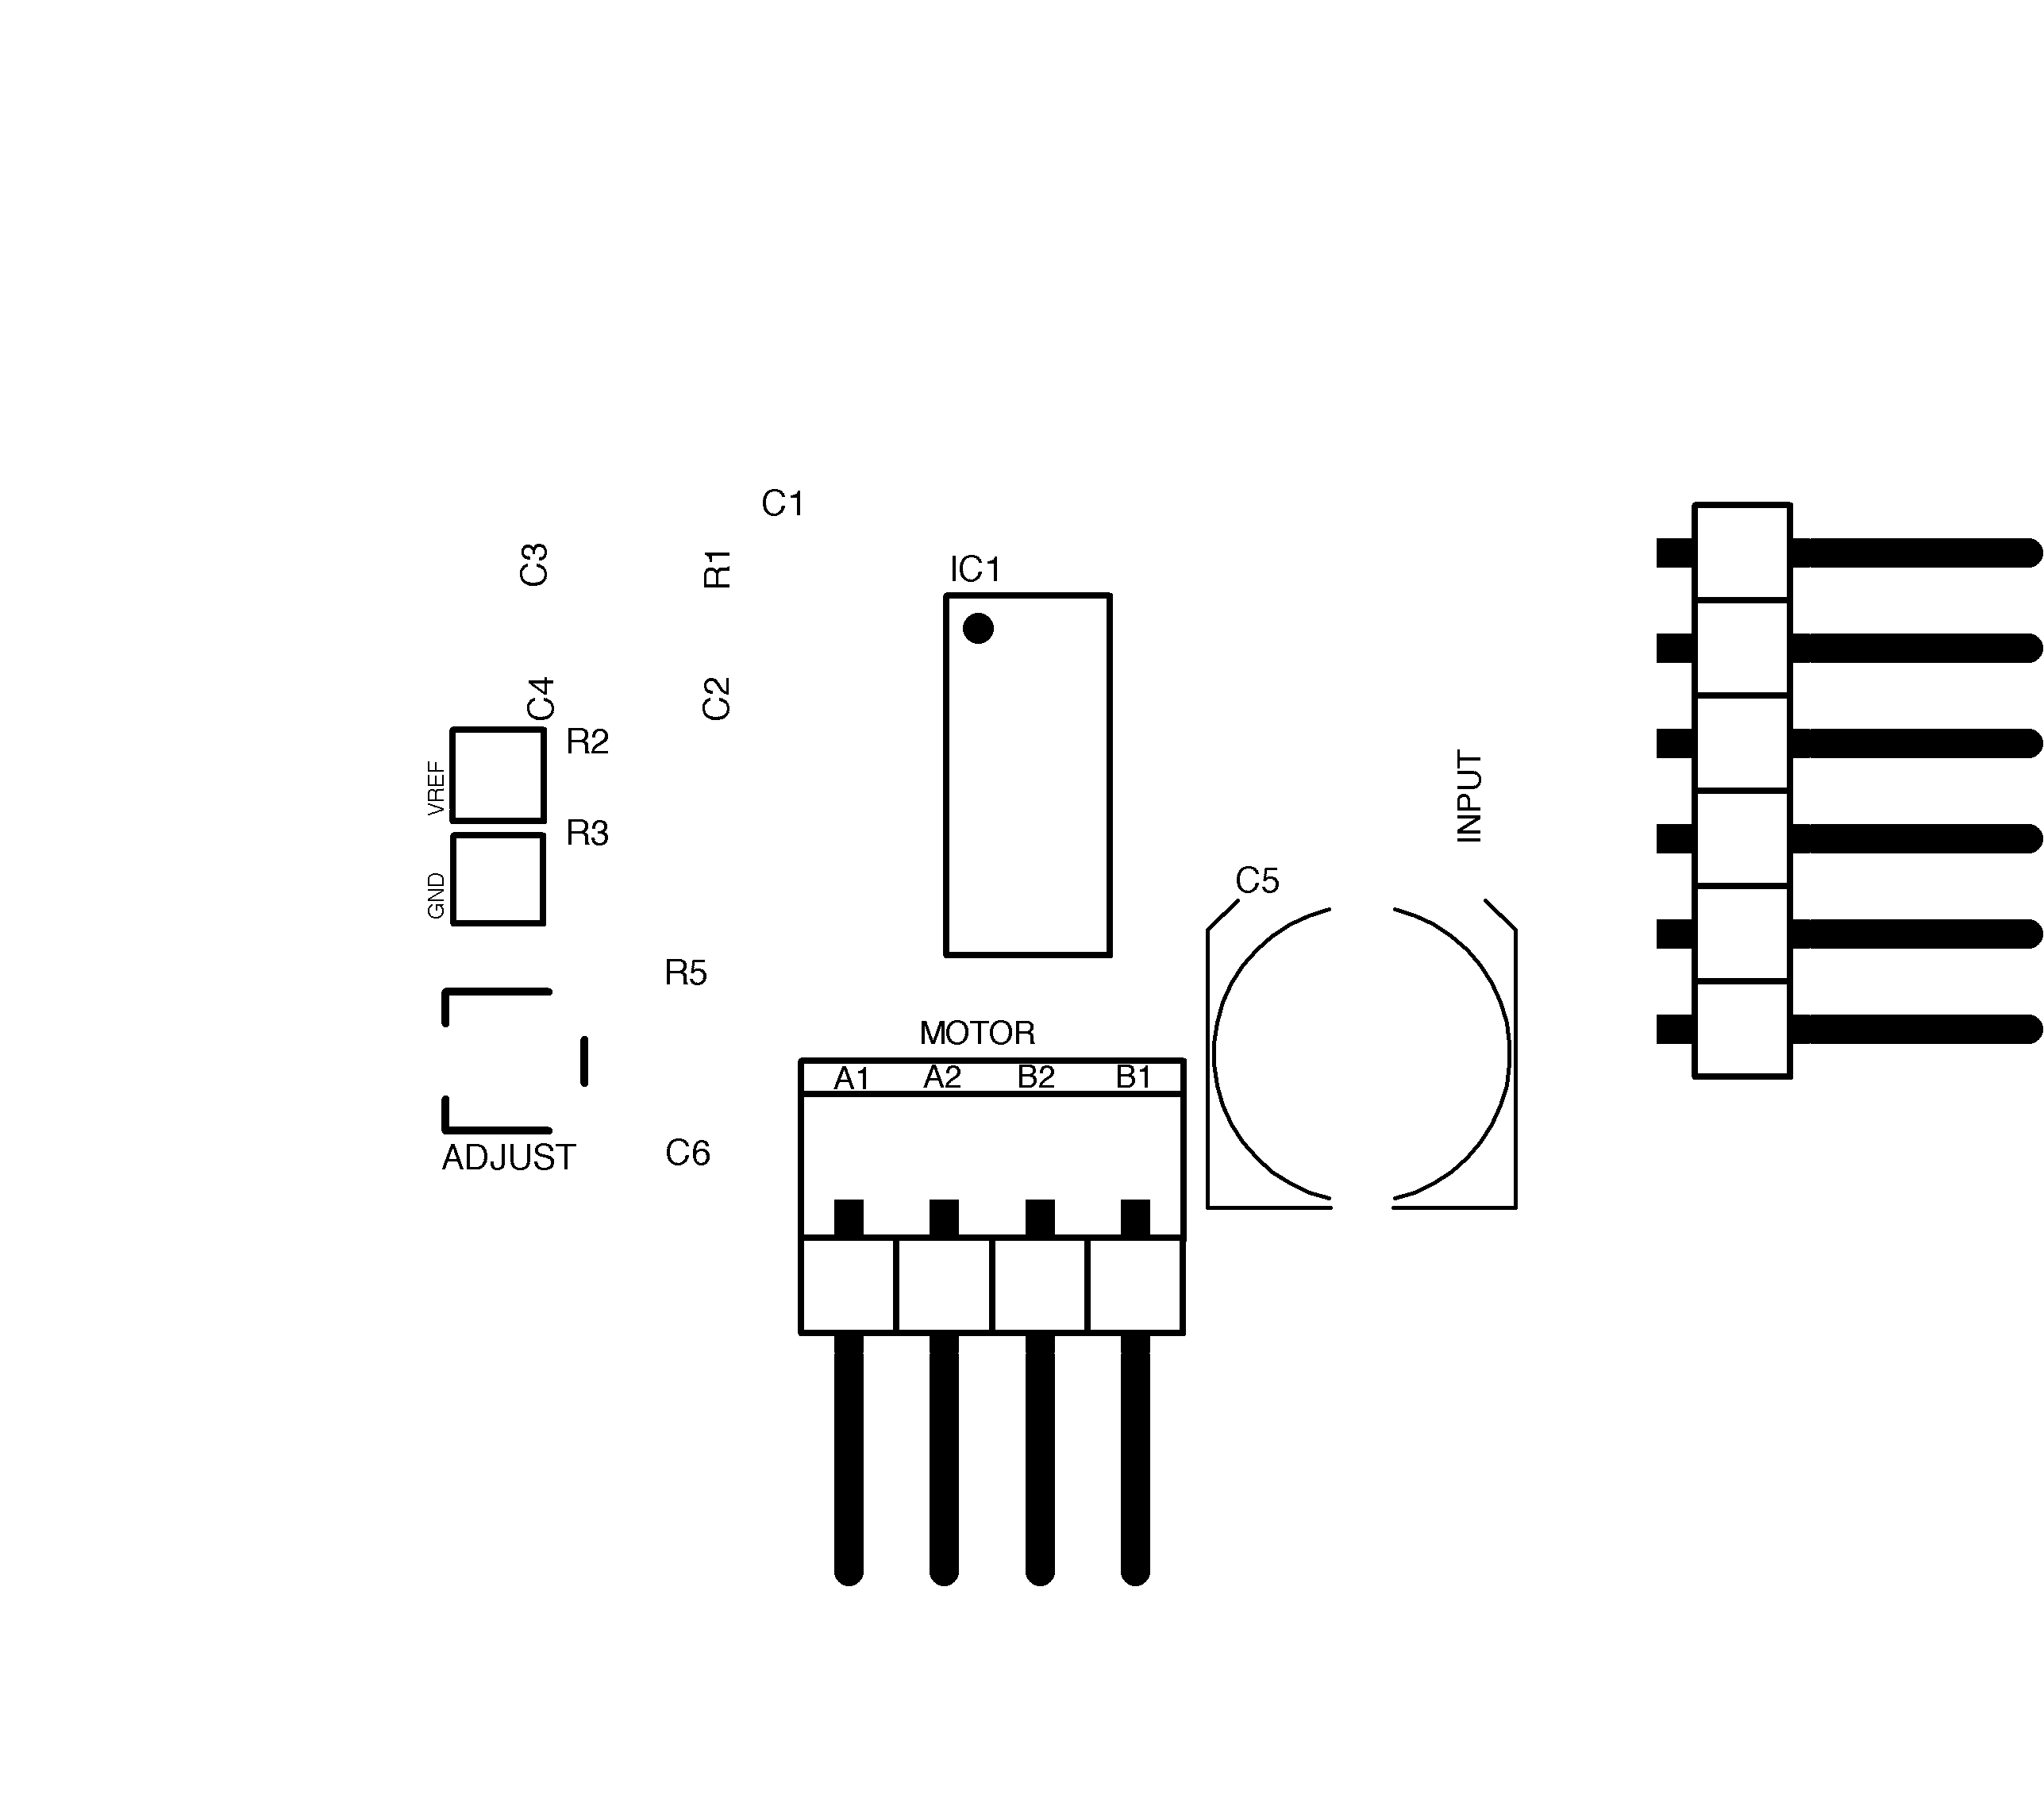 C1
C3
R1
IC1
C4
C2
R2
VREF
R3
INPUT
GND
C5
R5
MOTOR
A1 A2 B2 B1
ADJUST
C6